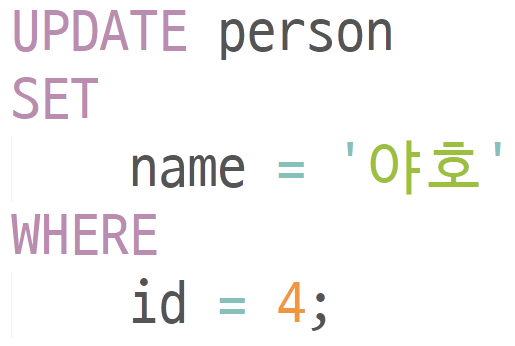 UPDATE person
SET
    name = '야호'
WHERE
    id = 4;